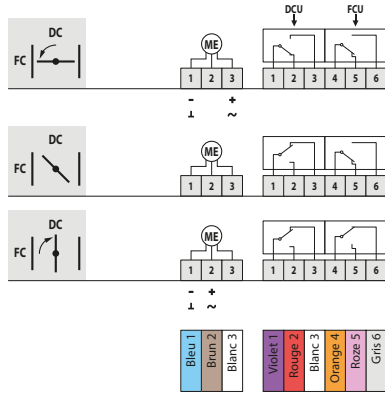 DCU FCU
DC
FC ME
1 2 3 1 2 3 4 5 6
- +
⊥ ~
DC
FC ME
1 2 3 1 2 3 4 5 6
DC
FC ME
1 2 3 1 2 3 4 5 6
- +
⊥ ~
Bleu 1
Brun 2
Blanc 3
Violet 1
Rouge 2
Blanc 3
Orange 4
Roze 5
Gris 6